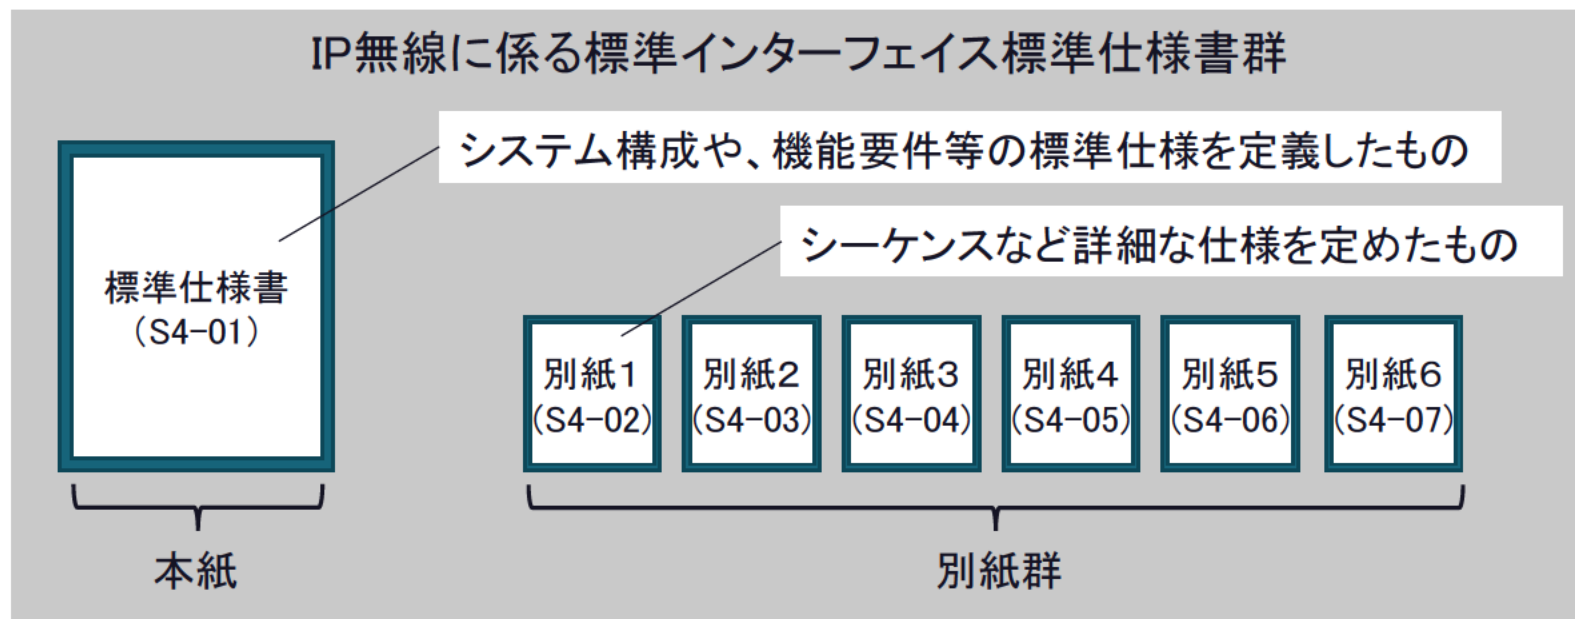 IP無線に係る標準インターフェイス標準仕様書群
システム構成や、機能要件等の標準仕様を定義したもの
シーケンスなど詳細な仕様を定めたもの
標準仕様書
(S4-01)
別紙1
(S4-02)
別紙2
(S4-03)
別紙3
(S4-04)
別紙4
(S4-05)
別紙5
(S4-06)
別紙6
(S4-07)
本紙
別紙群